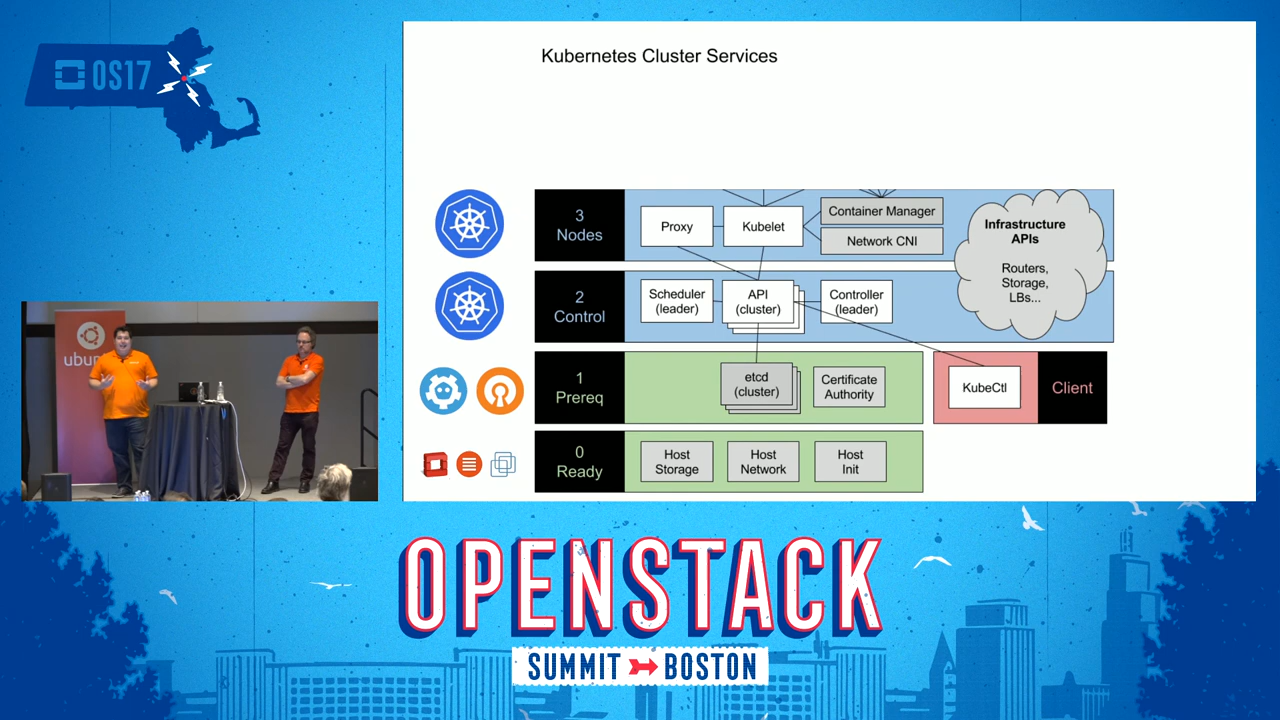 OS17
Kubernetes Cluster Services
3
Nodes
Proxy
Kubelet
Container Manager
Network CNI
Infrastructure
APIs
Routers,
Storage,
LBs...
2
Control
Scheduler
(leader)
API
(cluster)
Controller
(leader)
1
Prereq
etcd
(cluster)
Certificate
Authority
KubeCtl
Client
0
Ready
Host
Storage
Host
Network
Host
Init
ubun
OPENSTACK
SUMMIT BOSTON